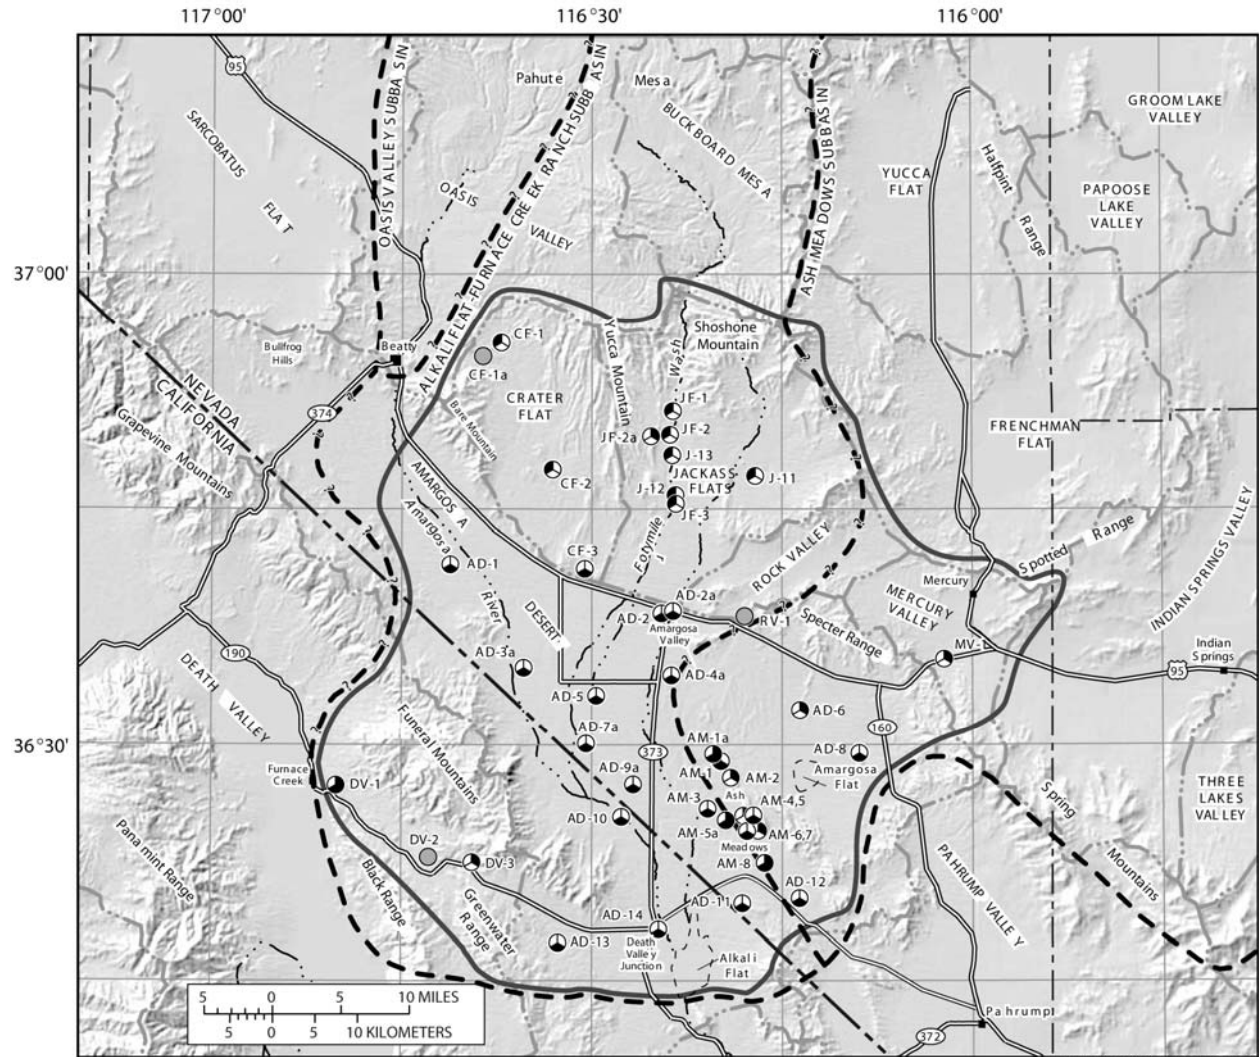 117°00'
116°30'
116°00'
95
OASIS VALLEY SUBBASIN
ALKALI FLAT-FURNACE CREEK RANCH SUBBASIN
Pahute Mesa
BUCKBOARD MESA
ASH MEADOWS SUBBASIN
GROOM LAKE
VALLEY
SARCOBATUS
FLAT
OASIS
VALLEY
YUCCA
FLAT
Halfpint
Range
PAPOOSE
LAKE
VALLEY
37°00'
Shoshone
Mountain
Bullfrog
Hills
Beatty
CF-1
CF-1a
Yucca Mountain
Wash
NEVADA
CALIFORNIA
374
CRATER
FLAT
Bare Mountain
JF-1
JF-2a
JF-2
J-13
FRENCHMAN
FLAT
Grapevine Mountains
CF-2
JACKASS
FLATS
J-11
J-12
JF-3
AMARGOSA
Amargosa
Fotymile
ROCK VALLEY
Spotted Range
INDIAN SPRINGS VALLEY
AD-1
CF-3
Mercury
MERCURY
VALLEY
River
DESERT
AD-2a
AD-2
Amargosa
Valley
RV-1
Specter Range
MV-1
Indian
Springs
95
190
AD-3a
AD-4a
DEATH
VALLEY
AD-5
AD-6
160
Funeral Mountains
36°30'
AD-7a
373
AM-1a
AM-1
AD-8
Amargosa
Flat
Furnace
Creek
DV-1
AD-9a
AM-2
Ash
AM-3
AM-4,5
Spring
THREE
LAKES
VALLEY
AD-10
AM-5a
AM-6,7
Meadows
Panamint Range
DV-2
DV-3
AM-8
PAHRUMP VALLEY
Mountains
Black Range
Greenwater
Range
AD-11
AD-12
AD-14
AD-13
Death
Valley
Junction
Alkali
Flat
5 0 5 10 MILES
5 0 5 10 KILOMETERS
Pahrump
372